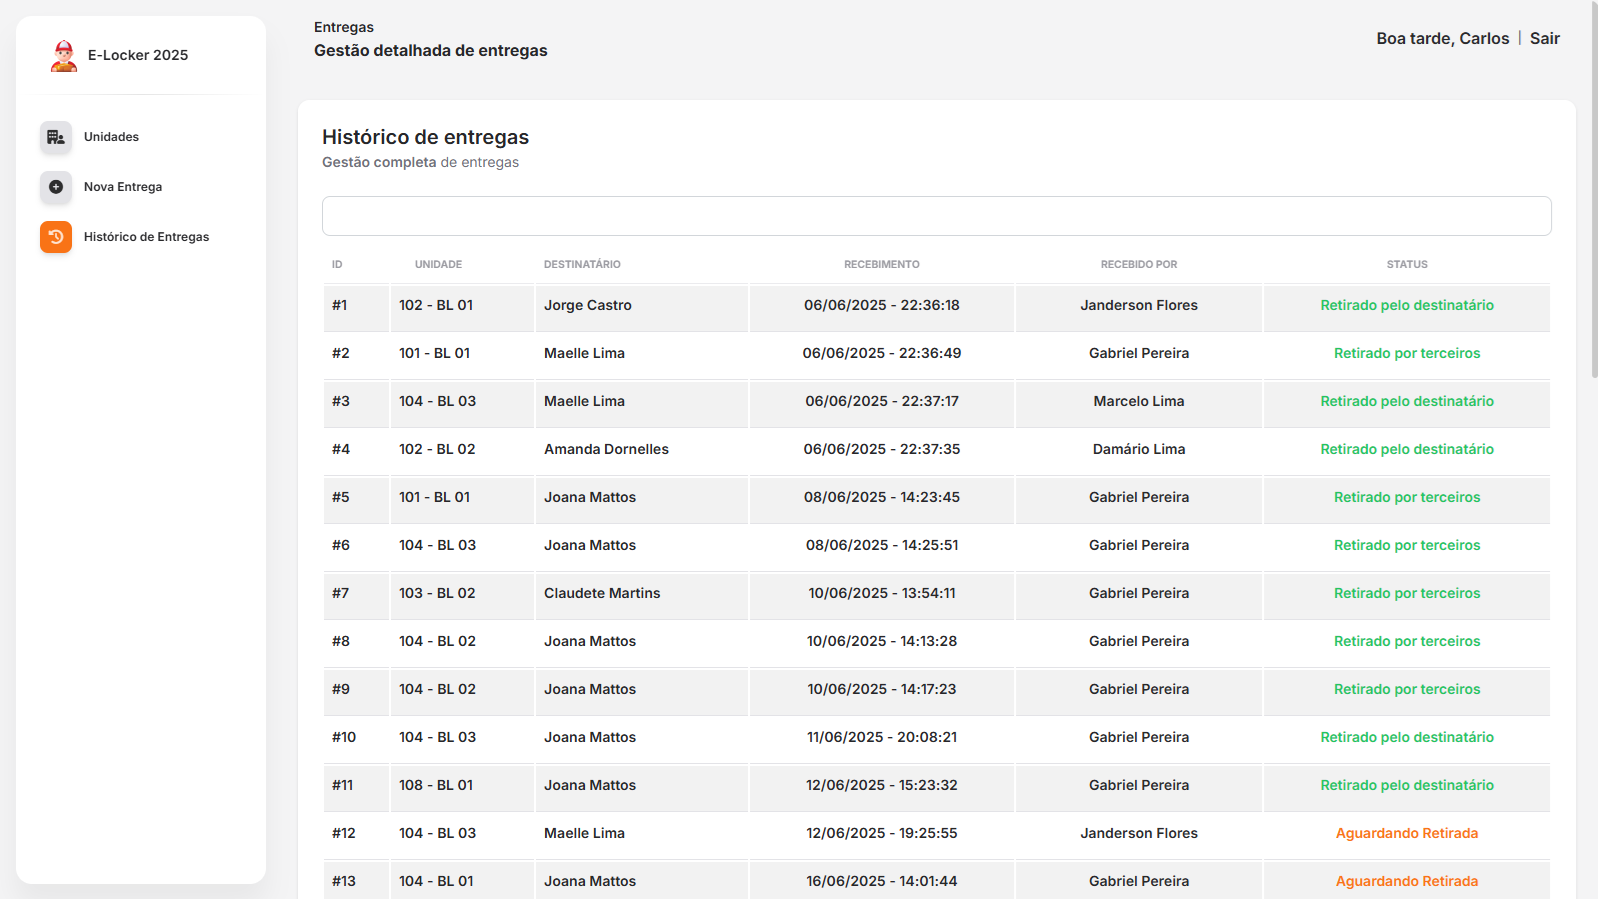 E-Locker 2025
Unidades
Nova Entrega
Histórico de Entregas
Entregas
Gestão detalhada de entregas
Boa tarde, Carlos | Sair
Histórico de entregas
Gestão completa de entregas
ID UNIDADE DESTINATÁRIO RECEBIMENTO RECEBIDO POR STATUS
#1 102 - BL 01 Jorge Castro 06/06/2025 - 22:36:18 Janderson Flores Retirado pelo destinatário
#2 101 - BL 01 Maelle Lima 06/06/2025 - 22:36:49 Gabriel Pereira Retirado por terceiros
#3 104 - BL 03 Maelle Lima 06/06/2025 - 22:37:17 Marcelo Lima Retirado pelo destinatário
#4 102 - BL 02 Amanda Dornelles 06/06/2025 - 22:37:35 Damário Lima Retirado pelo destinatário
#5 101 - BL 01 Joana Mattos 08/06/2025 - 14:23:45 Gabriel Pereira Retirado por terceiros
#6 104 - BL 03 Joana Mattos 08/06/2025 - 14:25:51 Gabriel Pereira Retirado por terceiros
#7 103 - BL 02 Claudete Martins 10/06/2025 - 13:54:11 Gabriel Pereira Retirado por terceiros
#8 104 - BL 02 Joana Mattos 10/06/2025 - 14:13:28 Gabriel Pereira Retirado por terceiros
#9 104 - BL 02 Joana Mattos 10/06/2025 - 14:17:23 Gabriel Pereira Retirado por terceiros
#10 104 - BL 03 Joana Mattos 11/06/2025 - 20:08:21 Gabriel Pereira Retirado pelo destinatário
#11 108 - BL 01 Joana Mattos 12/06/2025 - 15:23:32 Gabriel Pereira Retirado pelo destinatário
#12 104 - BL 03 Maelle Lima 12/06/2025 - 19:25:55 Janderson Flores Aguardando Retirada
#13 104 - BL 01 Joana Mattos 16/06/2025 - 14:01:44 Gabriel Pereira Aguardando Retirada